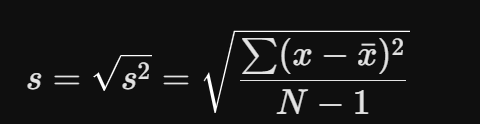 s = √s² = √(∑(x − x̄)² / (N − 1))